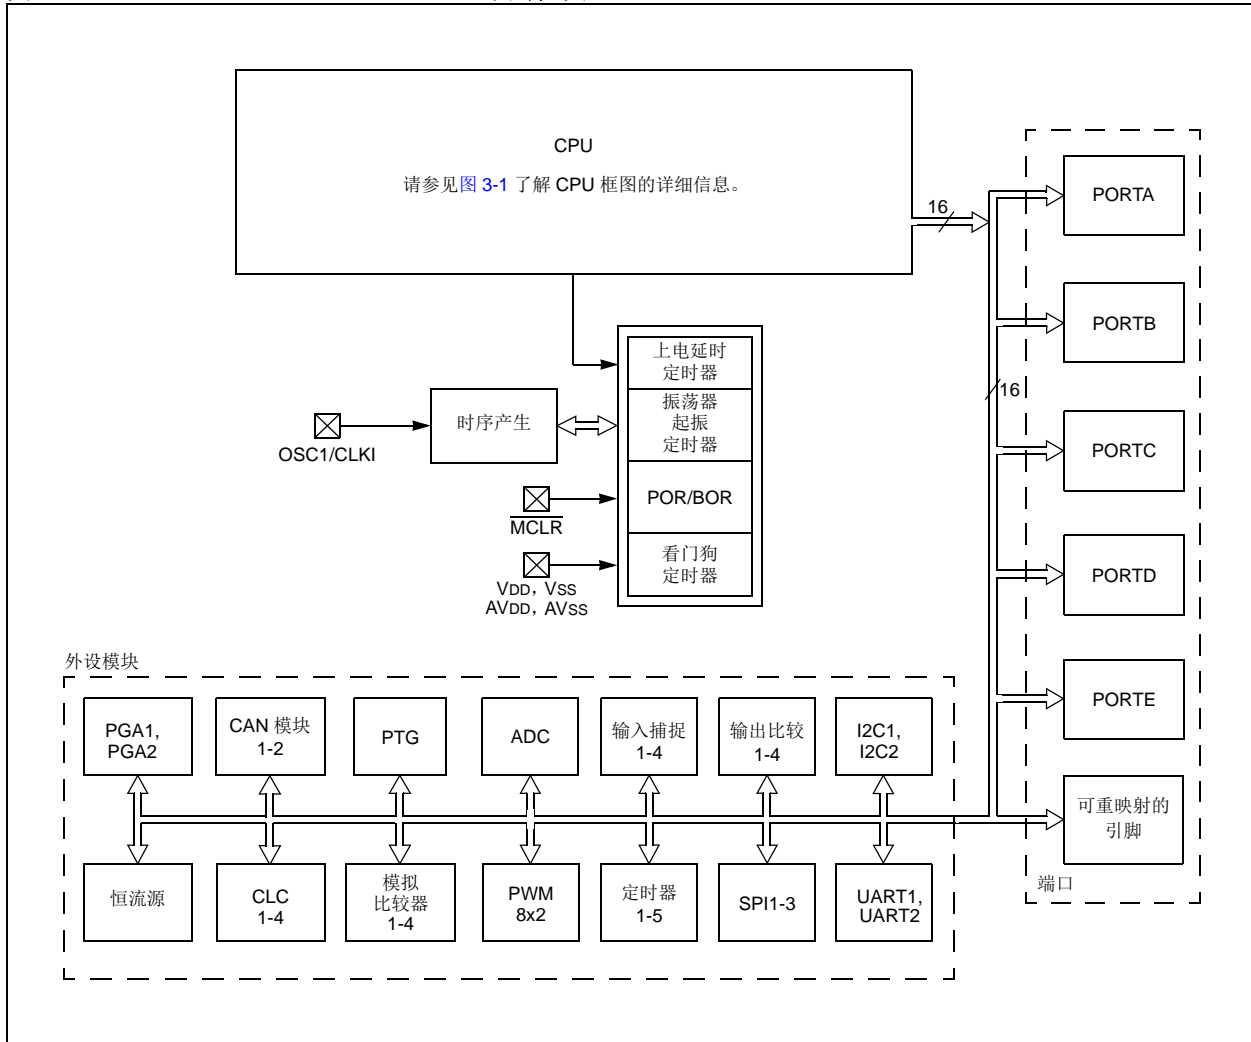 CPU
请参见图 3-1 了解 CPU 框图的详细信息。
16
PORTA
PORTB
16
PORTC
PORTD
PORTE
可重映射的
引脚
端口
上电延时
定时器
振荡器
起振
定时器
POR/BOR
看门狗
定时器
时序产生
OSC1/CLKI
MCLR
VDD，VSS
AVDD，AVSS
外设模块
PGA1,
PGA2
CAN 模块
1-2
PTG
ADC
输入捕捉
1-4
输出比较
1-4
I2C1,
I2C2
恒流源
CLC
1-4
模拟
比较器
1-4
PWM
8x2
定时器
1-5
SPI1-3
UART1,
UART2